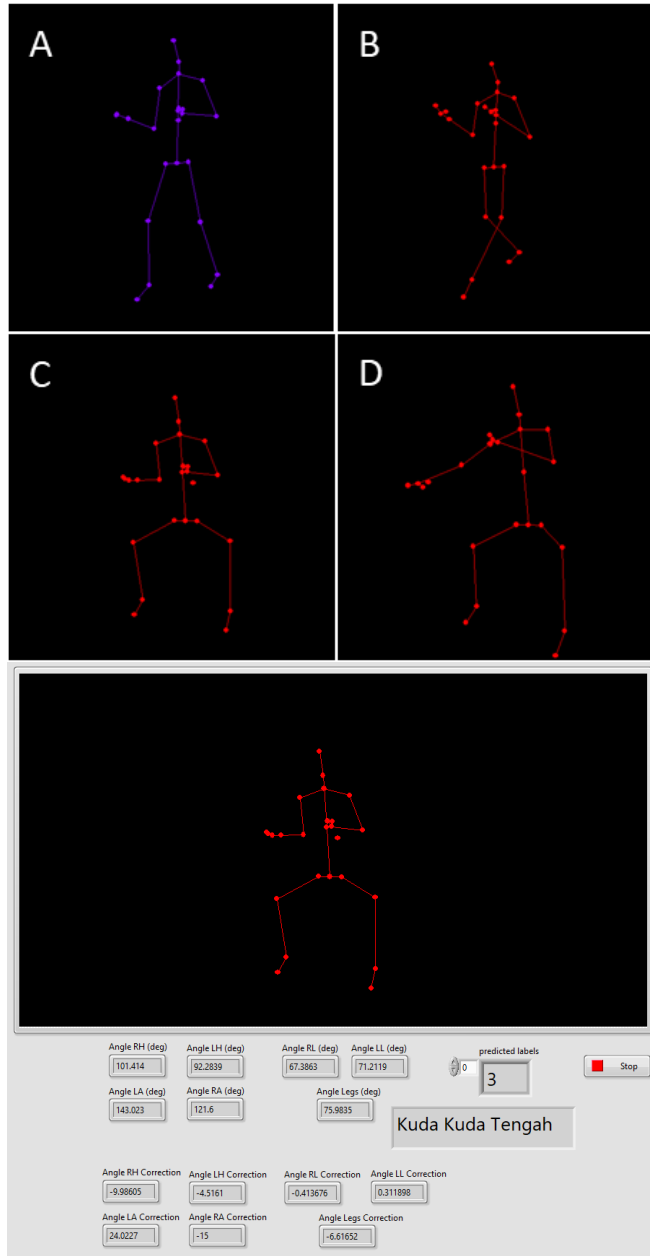 A B
C D
Angle RH (deg) Angle LH (deg) Angle RL (deg) Angle LL (deg) predicted labels
101.414 92.2839 67.3863 71.2119 0 3 Stop
Angle LA (deg) Angle RA (deg) Angle Legs (deg)
143.023 121.6 75.9835
Kuda Kuda Tengah
Angle RH Correction Angle LH Correction Angle RL Correction Angle LL Correction
-9.98605 -4.5161 -0.413676 0.311898
Angle LA Correction Angle RA Correction Angle Legs Correction
24.0227 -15 -6.61652